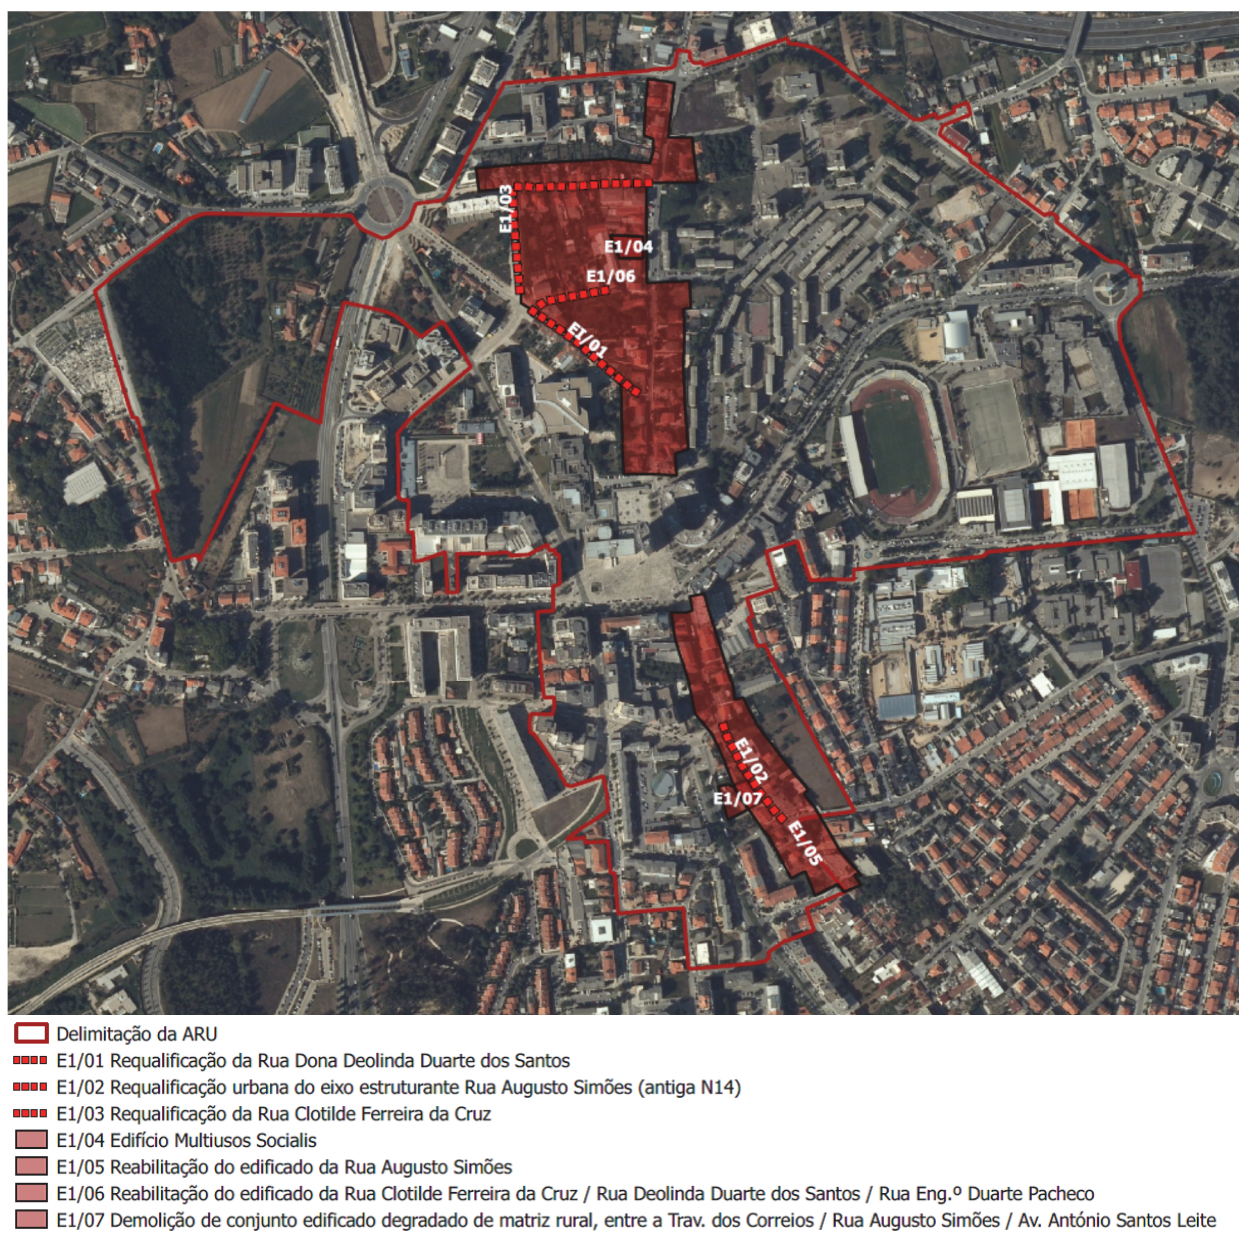 E1/03
E1/04
E1/06
EI/01
E1/02
E1/07
E1/05
Delimitação da ARU
E1/01 Requalificação da Rua Dona Deolinda Duarte dos Santos
E1/02 Requalificação urbana do eixo estruturante Rua Augusto Simões (antiga N14)
E1/03 Requalificação da Rua Clotilde Ferreira da Cruz
E1/04 Edifício Multiusos Socialis
E1/05 Reabilitação do edificado da Rua Augusto Simões
E1/06 Reabilitação do edificado da Rua Clotilde Ferreira da Cruz / Rua Deolinda Duarte dos Santos / Rua Eng.º Duarte Pacheco
E1/07 Demolição de conjunto edificado degradado de matriz rural, entre a Trav. dos Correios / Rua Augusto Simões / Av. António Santos Leite